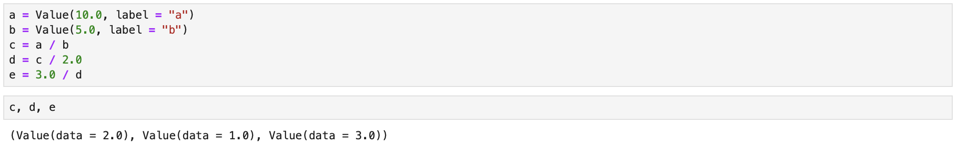 a = Value(10.0, label = "a")
b = Value(5.0, label = "b")
c = a / b
d = c / 2.0
e = 3.0 / d
c, d, e
(Value(data = 2.0), Value(data = 1.0), Value(data = 3.0))